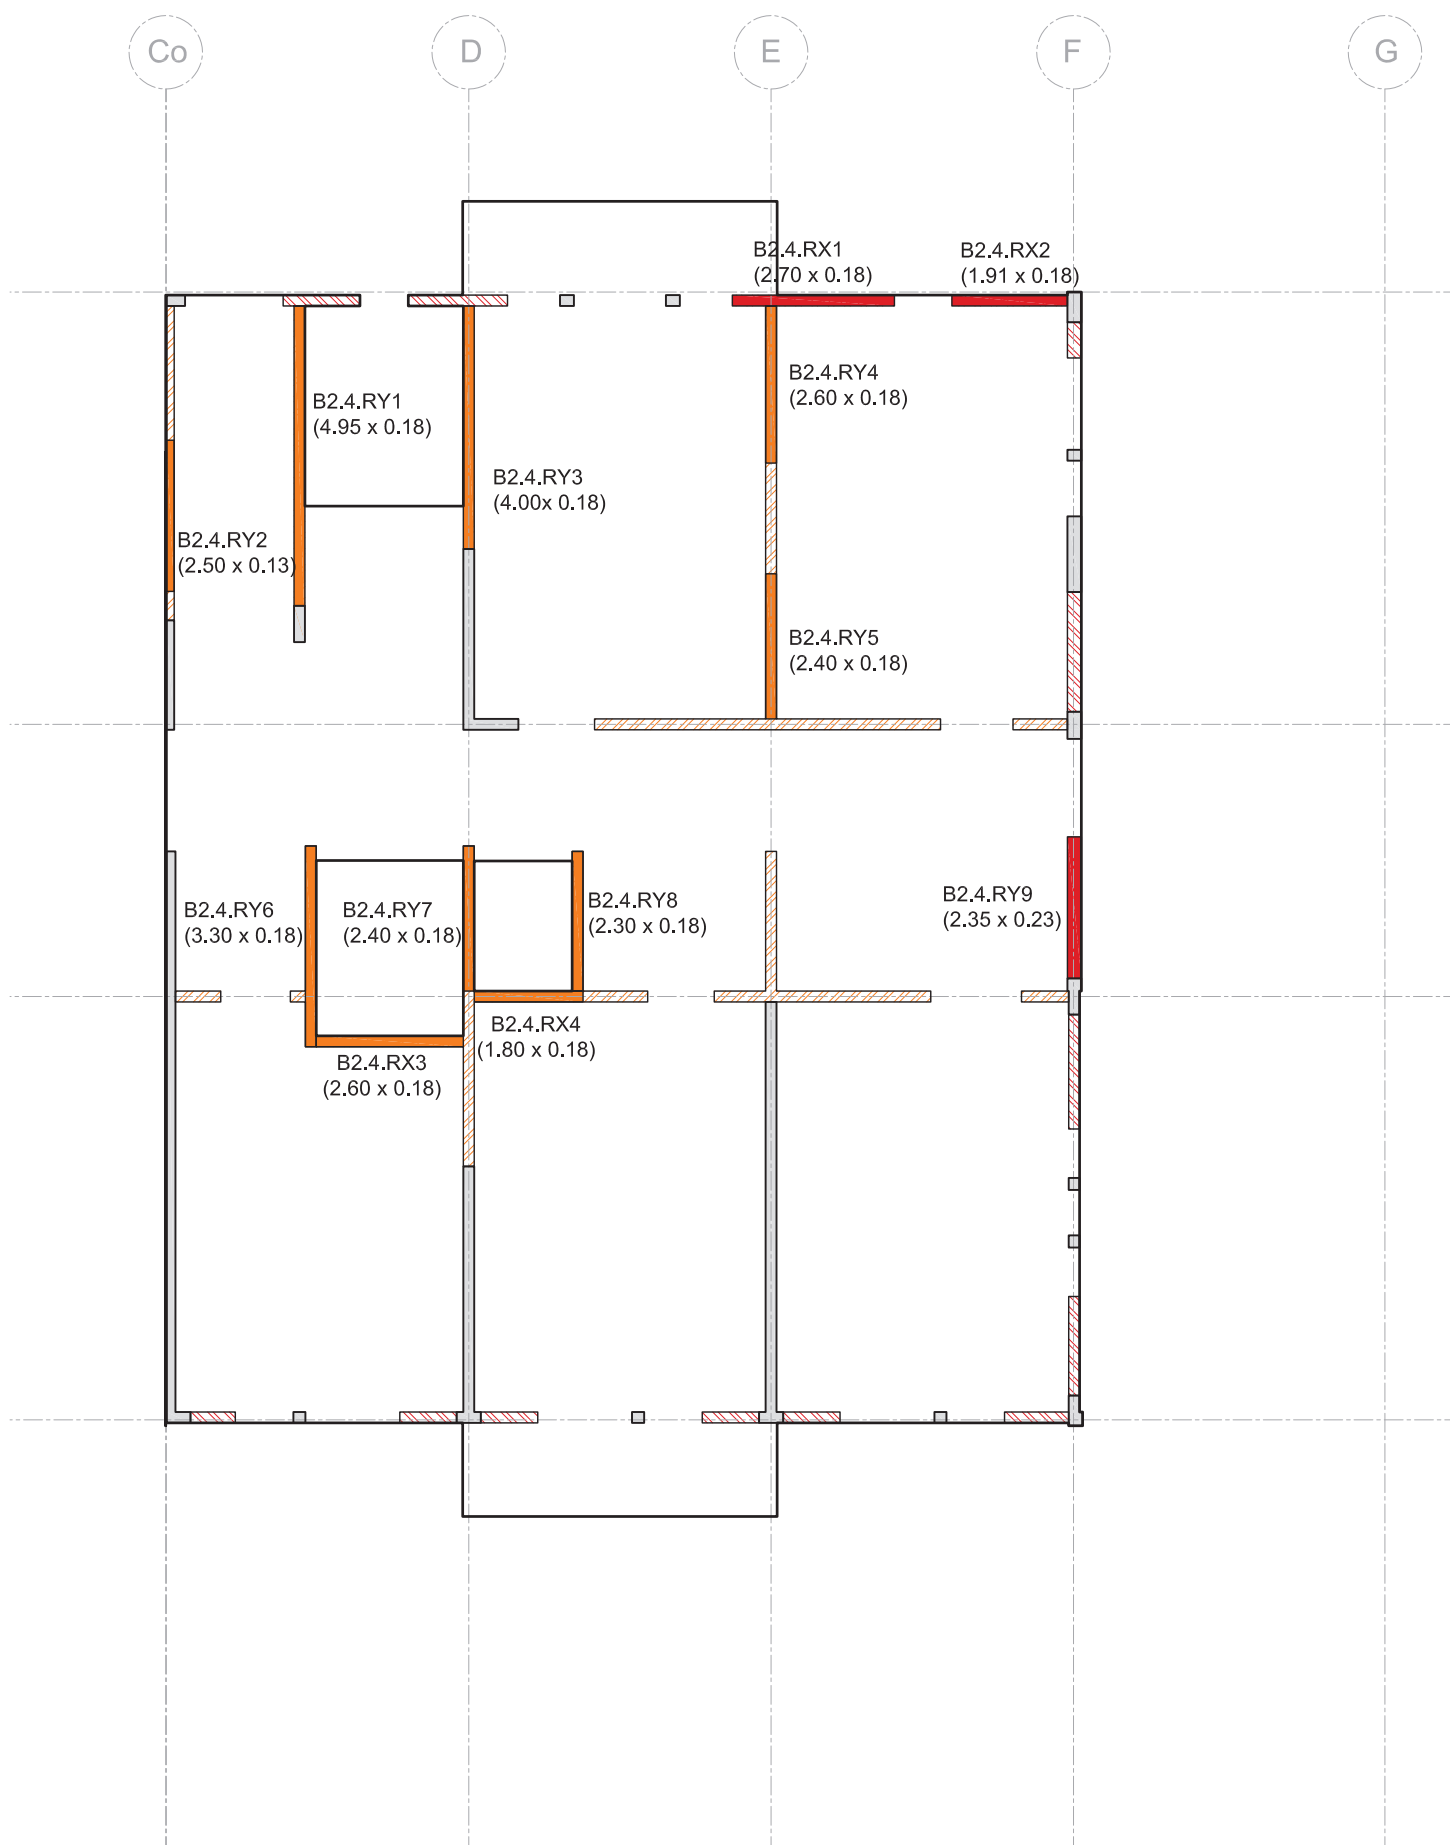 Co D E F G
B2.4.RX1
(2.70 x 0.18)
B2.4.RX2
(1.91 x 0.18)
B2.4.RY4
(2.60 x 0.18)
B2.4.RY1
(4.95 x 0.18)
B2.4.RY3
(4.00x 0.18)
B2.4.RY2
(2.50 x 0.13)
B2.4.RY5
(2.40 x 0.18)
B2.4.RY6
(3.30 x 0.18)
B2.4.RY7
(2.40 x 0.18)
B2.4.RY8
(2.30 x 0.18)
B2.4.RY9
(2.35 x 0.23)
B2.4.RX4
(1.80 x 0.18)
B2.4.RX3
(2.60 x 0.18)